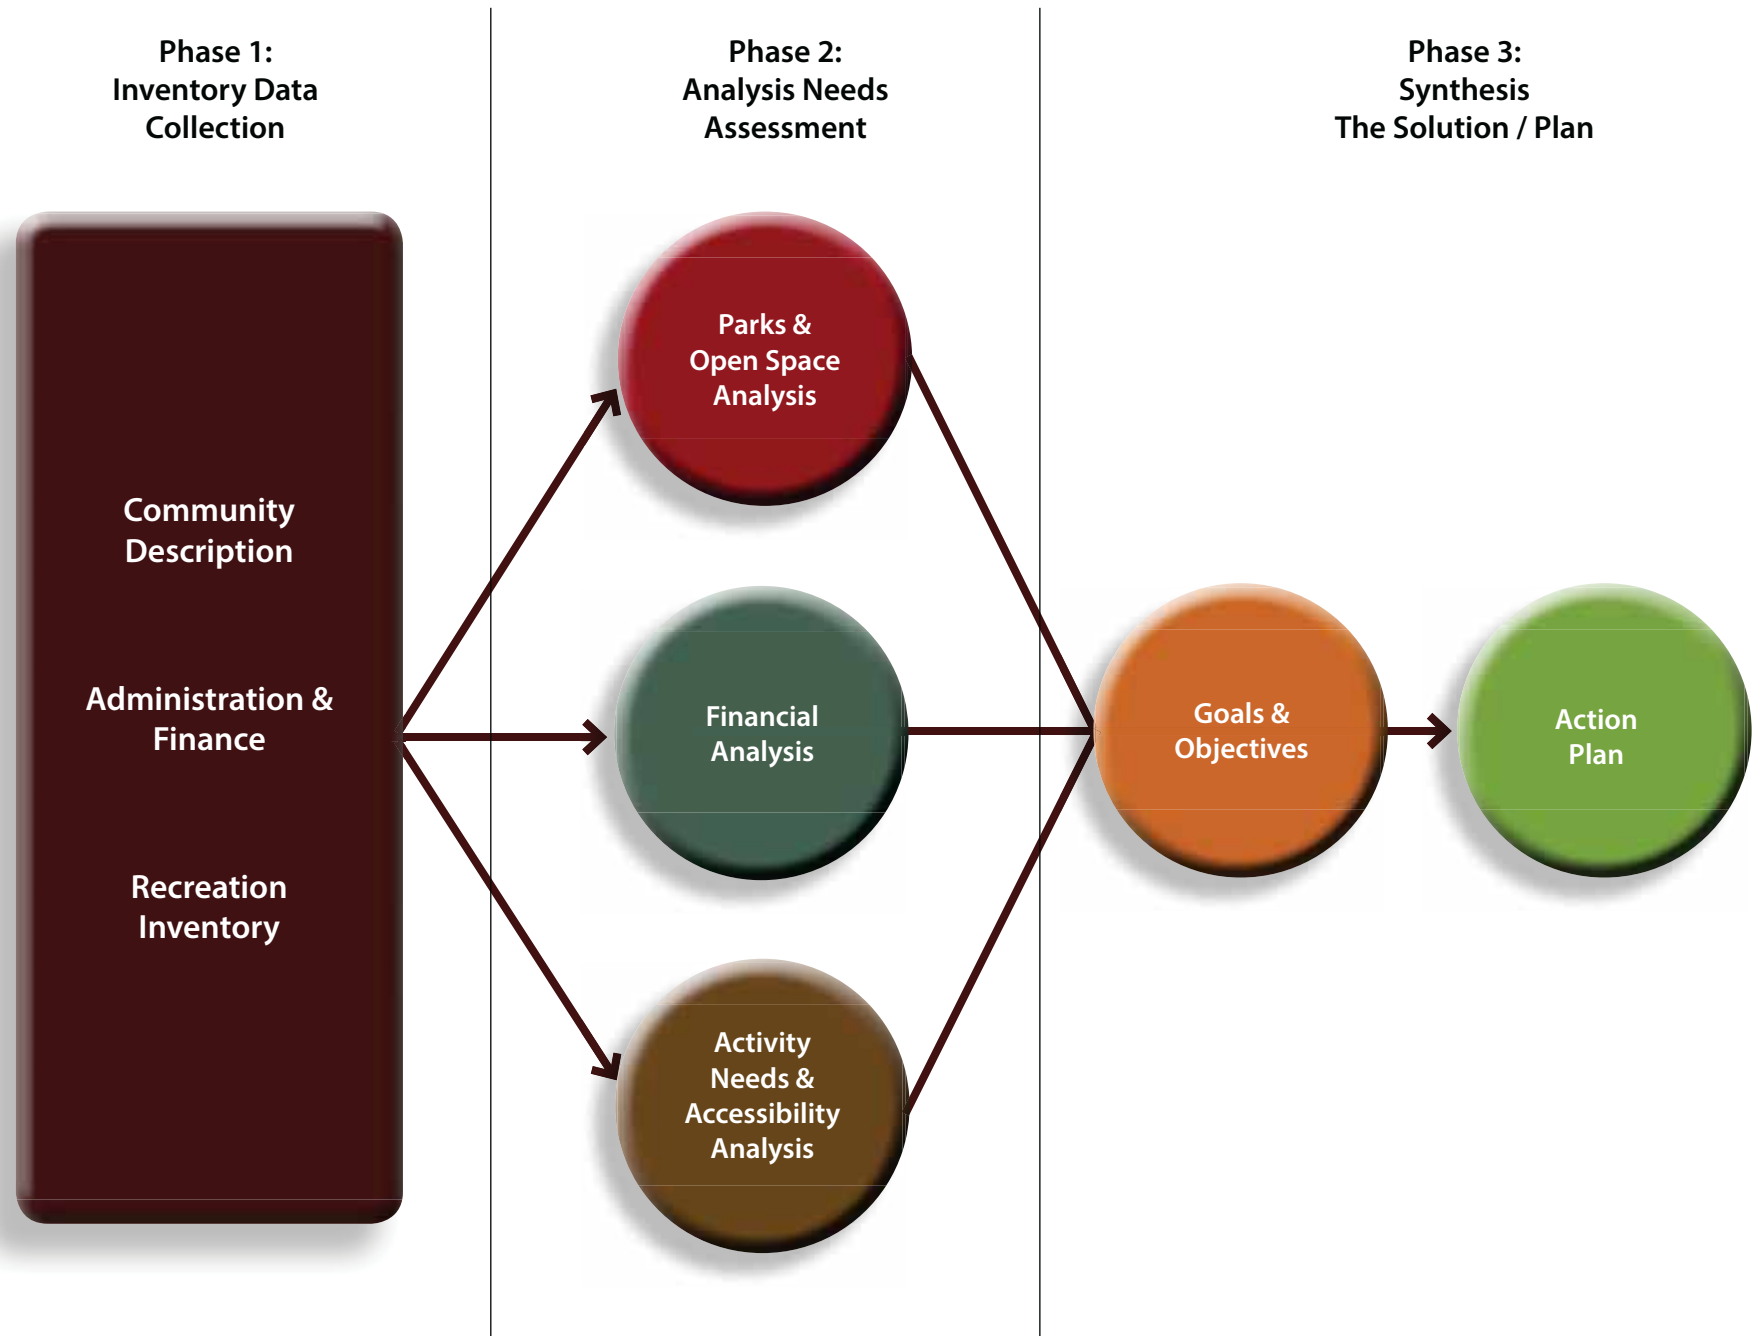 Phase 1:
Inventory Data
Collection
Phase 2:
Analysis Needs
Assessment
Phase 3:
Synthesis
The Solution / Plan
Community
Description
Administration &
Finance
Recreation
Inventory
Parks &
Open Space
Analysis
Financial
Analysis
Activity
Needs &
Accessibility
Analysis
Goals &
Objectives
Action
Plan